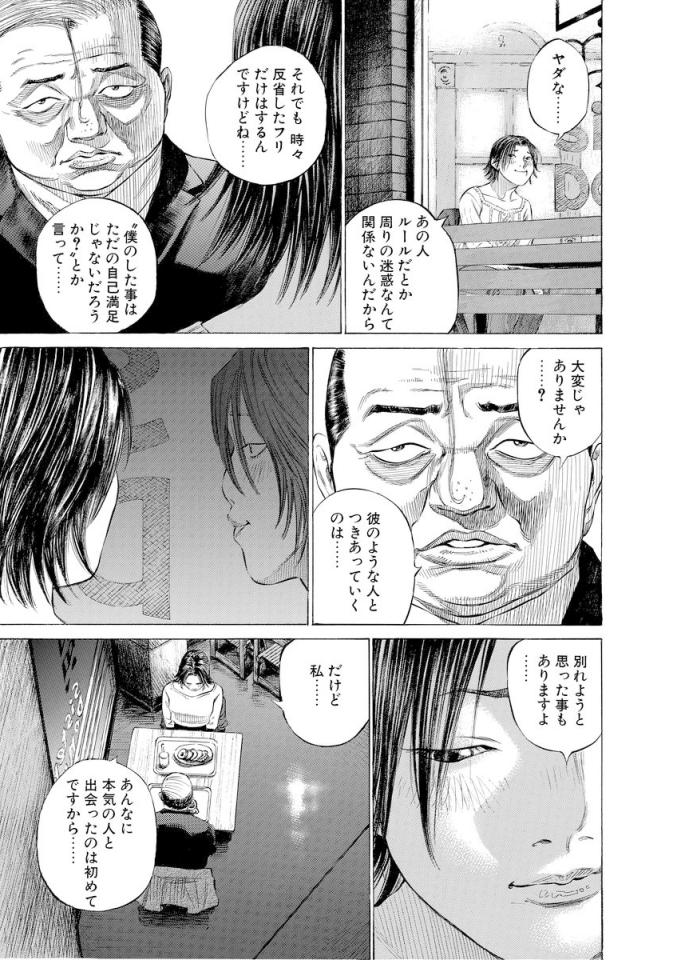 ヤダな……
あの人
ルールだとか
周りの迷惑なんて
関係ないんだから
それでも 時々
反省したフリ
だけはするん
ですけどね……
“僕のした事は
ただの自己満足
じゃないだろう
か?”とか
言って……
大変じゃ
ありませんか
……?
彼のような人と
つきあっていく
のは……
別れようと
思った事も
ありますよ
……
だけど
私……
あんなに
本気の人と
出会ったのは初めて
ですから……